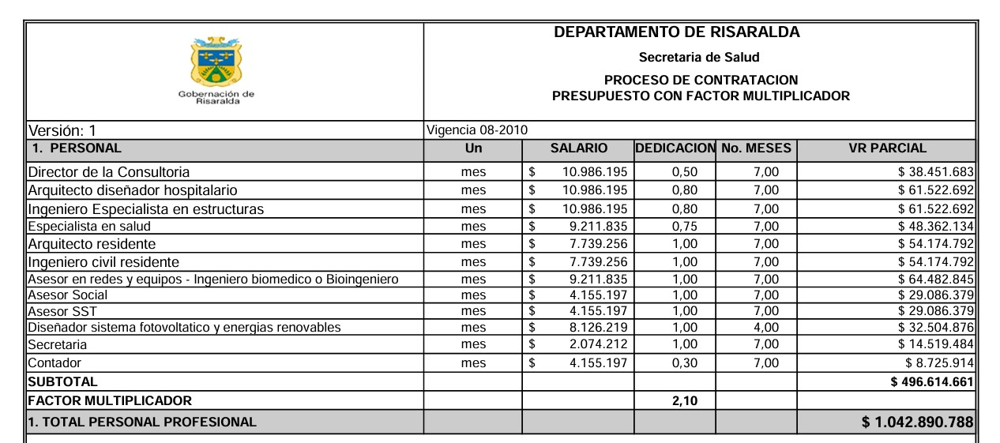 Gobernación de
Risaralda
DEPARTAMENTO DE RISARALDA
Secretaria de Salud
PROCESO DE CONTRATACION
PRESUPUESTO CON FACTOR MULTIPLICADOR
Versión: 1 Vigencia 08-2010
1. PERSONAL Un SALARIO DEDICACION No. MESES VR PARCIAL
Director de la Consultoria mes $ 10.986.195 0,50 7,00 $ 38.451.683
Arquitecto diseñador hospitalario mes $ 10.986.195 0,80 7,00 $ 61.522.692
Ingeniero Especialista en estructuras mes $ 10.986.195 0,80 7,00 $ 61.522.692
Especialista en salud mes $ 9.211.835 0,75 7,00 $ 48.362.134
Arquitecto residente mes $ 7.739.256 1,00 7,00 $ 54.174.792
Ingeniero civil residente mes $ 7.739.256 1,00 7,00 $ 54.174.792
Asesor en redes y equipos - Ingeniero biomedico o Bioingeniero mes $ 9.211.835 1,00 7,00 $ 64.482.845
Asesor Social mes $ 4.155.197 1,00 7,00 $ 29.086.379
Asesor SST mes $ 4.155.197 1,00 7,00 $ 29.086.379
Diseñador sistema fotovoltatico y energias renovables mes $ 8.126.219 1,00 4,00 $ 32.504.876
Secretaria mes $ 2.074.212 1,00 7,00 $ 14.519.484
Contador mes $ 4.155.197 0,30 7,00 $ 8.725.914
SUBTOTAL $ 496.614.661
FACTOR MULTIPLICADOR 2,10
1. TOTAL PERSONAL PROFESIONAL $ 1.042.890.788